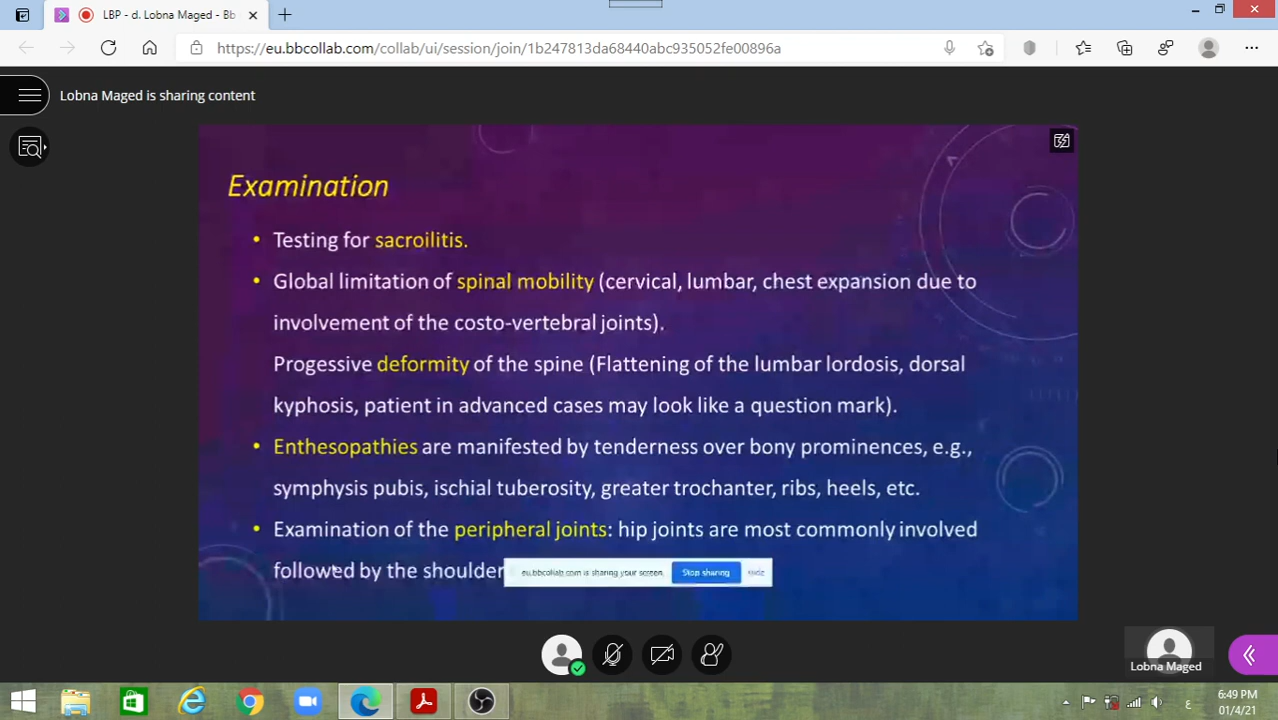 LBP - d. Lobna Maged - Bb
https://eu.bbcollab.com/collab/ui/session/join/1b247813da68440abc935052fe00896a
Lobna Maged is sharing content
Examination
• Testing for sacroilitis.
• Global limitation of spinal mobility (cervical, lumbar, chest expansion due to
involvement of the costo-vertebral joints).
Progessive deformity of the spine (Flattening of the lumbar lordosis, dorsal
kyphosis, patient in advanced cases may look like a question mark).
• Enthesopathies are manifested by tenderness over bony prominences, e.g.,
symphysis pubis, ischial tuberosity, greater trochanter, ribs, heels, etc.
• Examination of the peripheral joints: hip joints are most commonly involved
followed by the shoulder
eu.bbcollab.com is sharing your screen. Stop sharing Hide
Lobna Maged
ع
6:49 PM
01/4/21